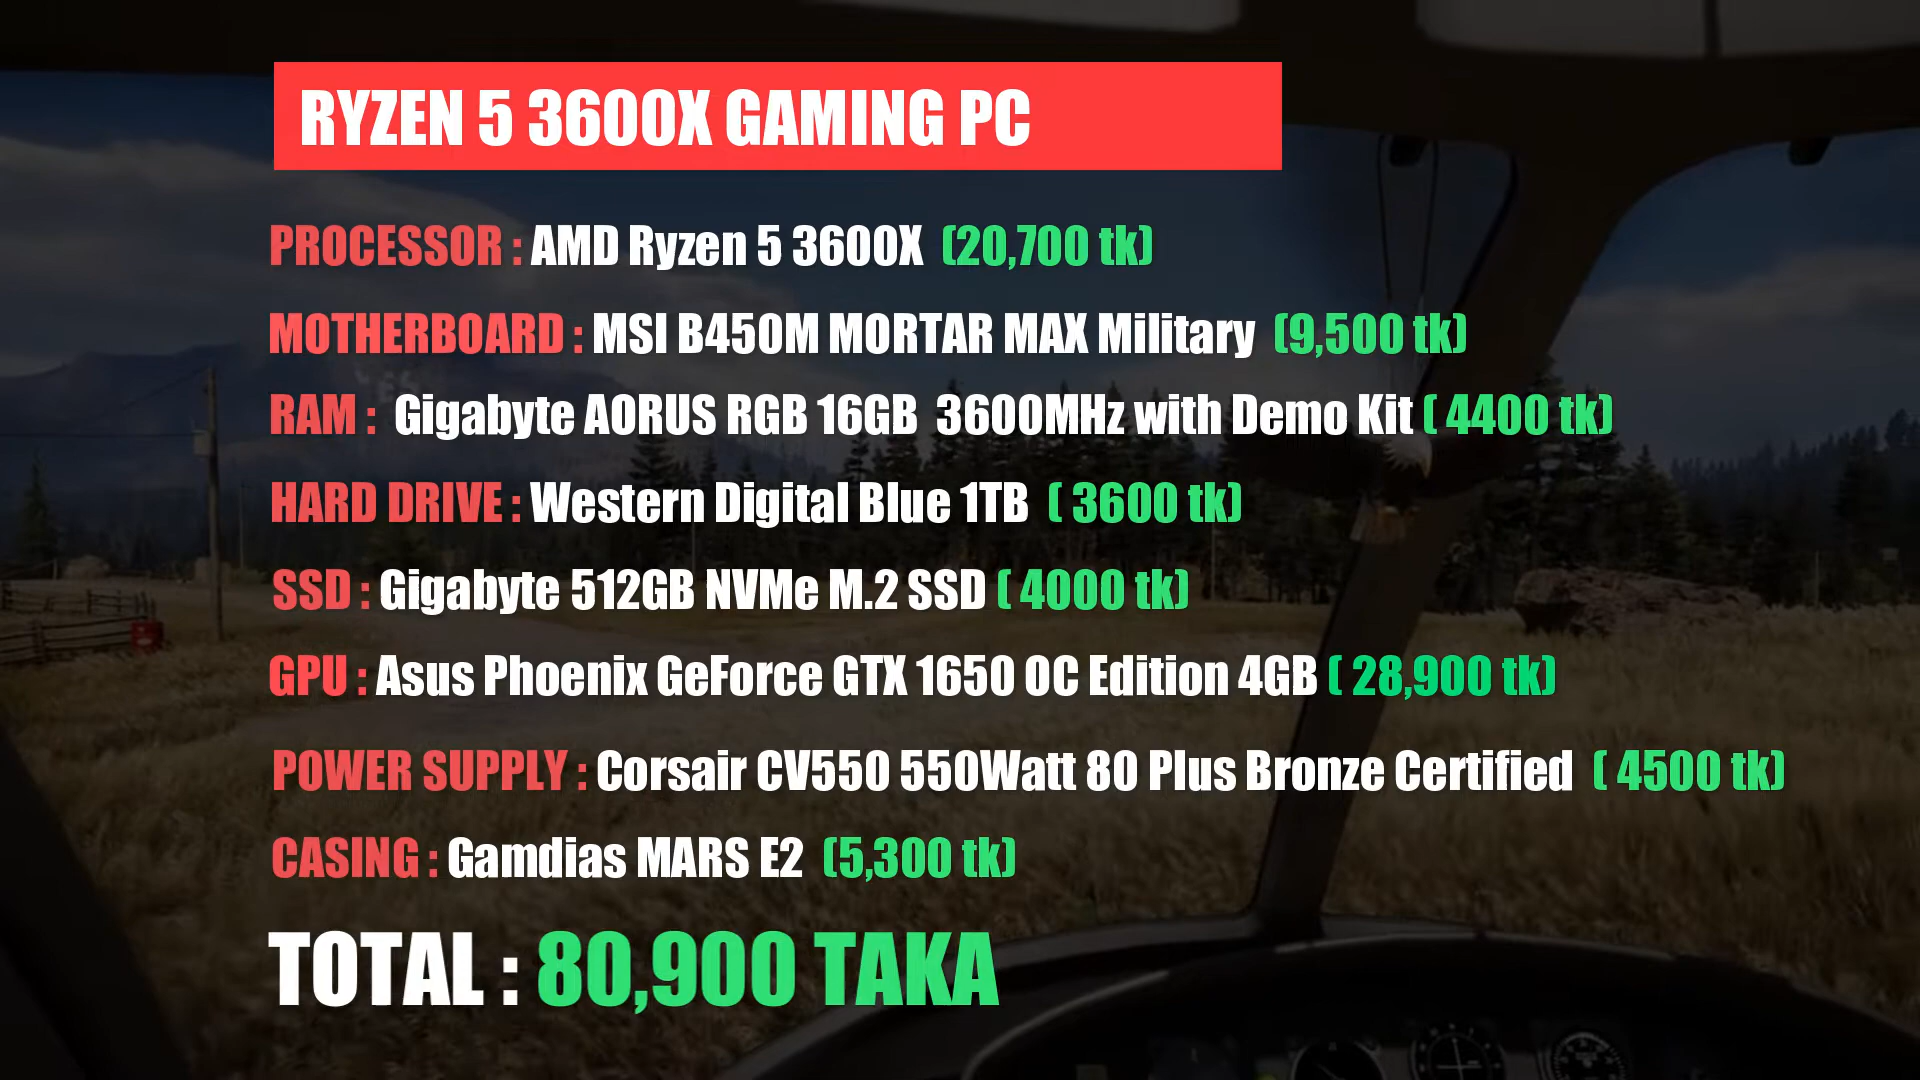 RYZEN 5 3600X GAMING PC
PROCESSOR : AMD Ryzen 5 3600X (20,700 tk)
MOTHERBOARD : MSI B450M MORTAR MAX Military (9,500 tk)
RAM : Gigabyte AORUS RGB 16GB 3600MHz with Demo Kit ( 4400 tk)
HARD DRIVE : Western Digital Blue 1TB ( 3600 tk)
SSD : Gigabyte 512GB NVMe M.2 SSD ( 4000 tk)
GPU : Asus Phoenix GeForce GTX 1650 OC Edition 4GB ( 28,900 tk)
POWER SUPPLY : Corsair CV550 550Watt 80 Plus Bronze Certified ( 4500 tk)
CASING : Gamdias MARS E2 (5,300 tk)
TOTAL : 80,900 TAKA